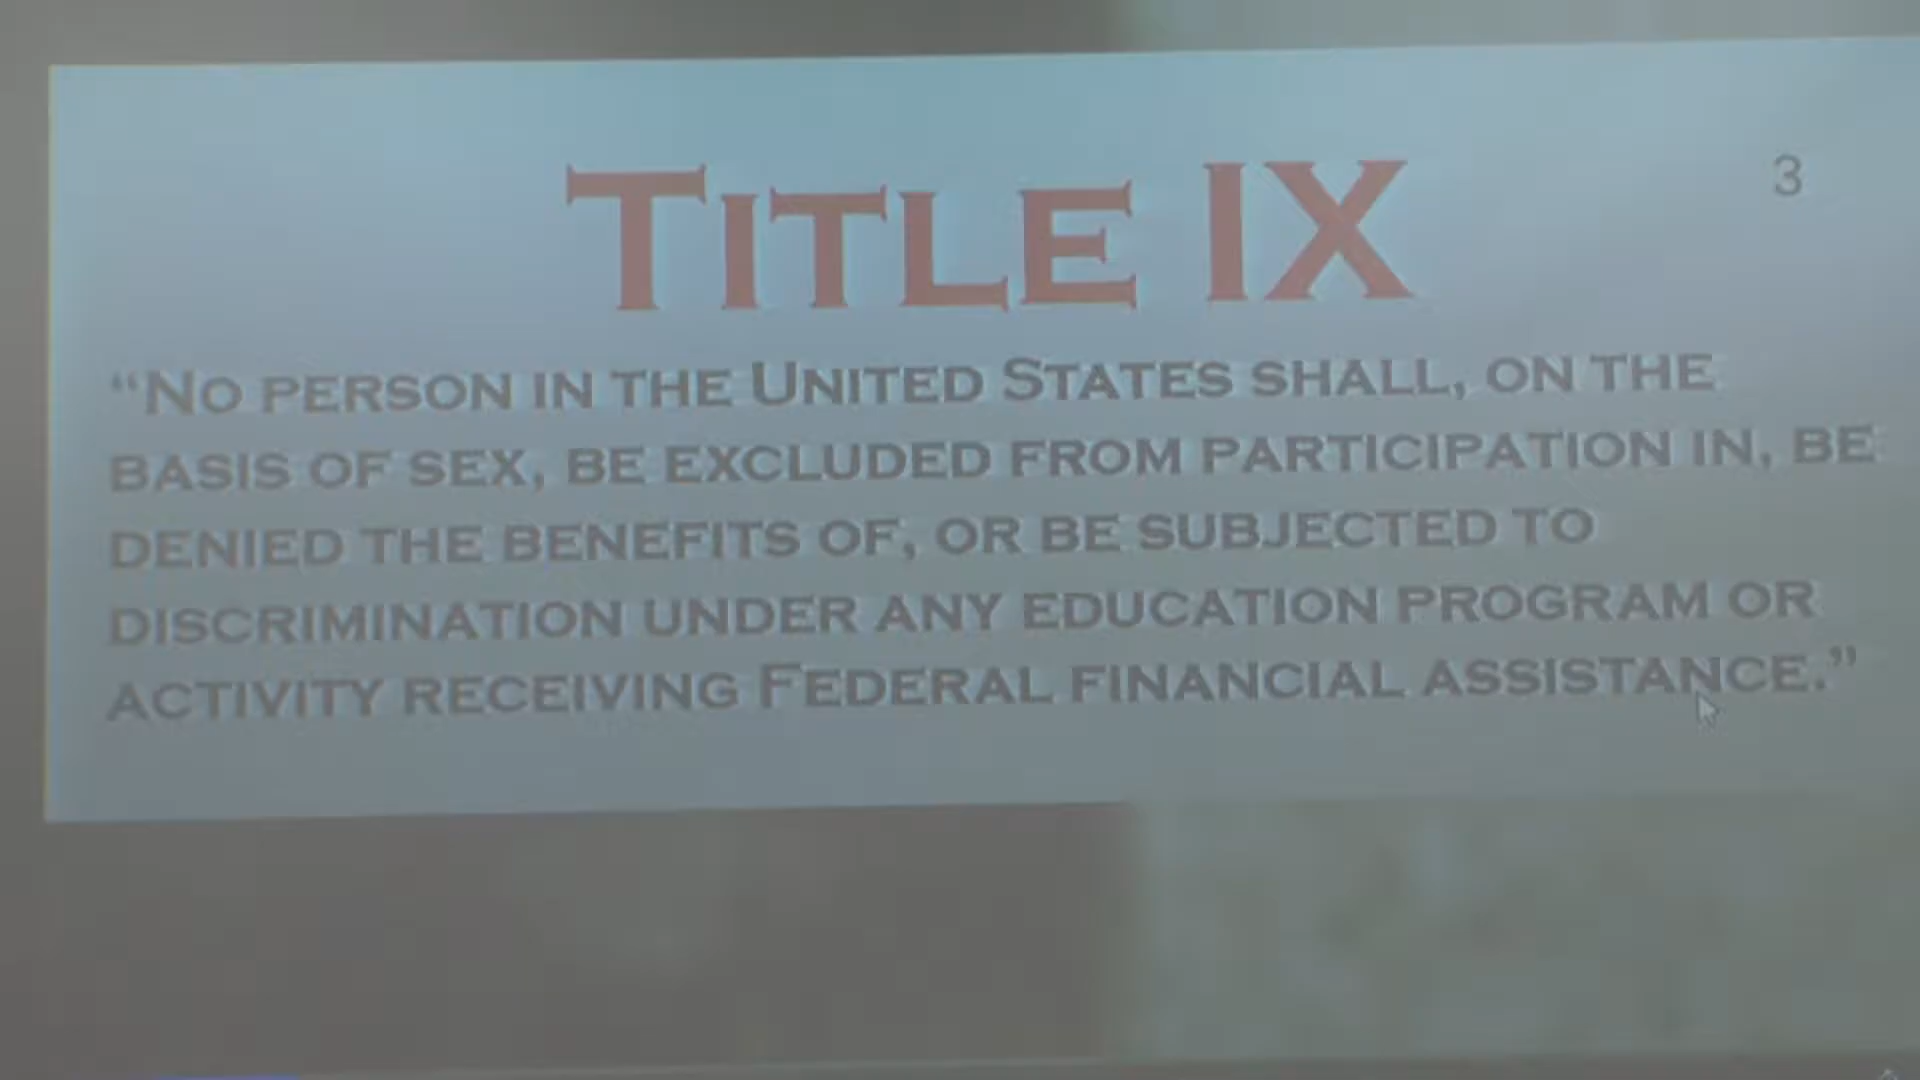 TITLE IX
3
“NO PERSON IN THE UNITED STATES SHALL, ON THE
BASIS OF SEX, BE EXCLUDED FROM PARTICIPATION IN, BE
DENIED THE BENEFITS OF, OR BE SUBJECTED TO
DISCRIMINATION UNDER ANY EDUCATION PROGRAM OR
ACTIVITY RECEIVING FEDERAL FINANCIAL ASSISTANCE.”